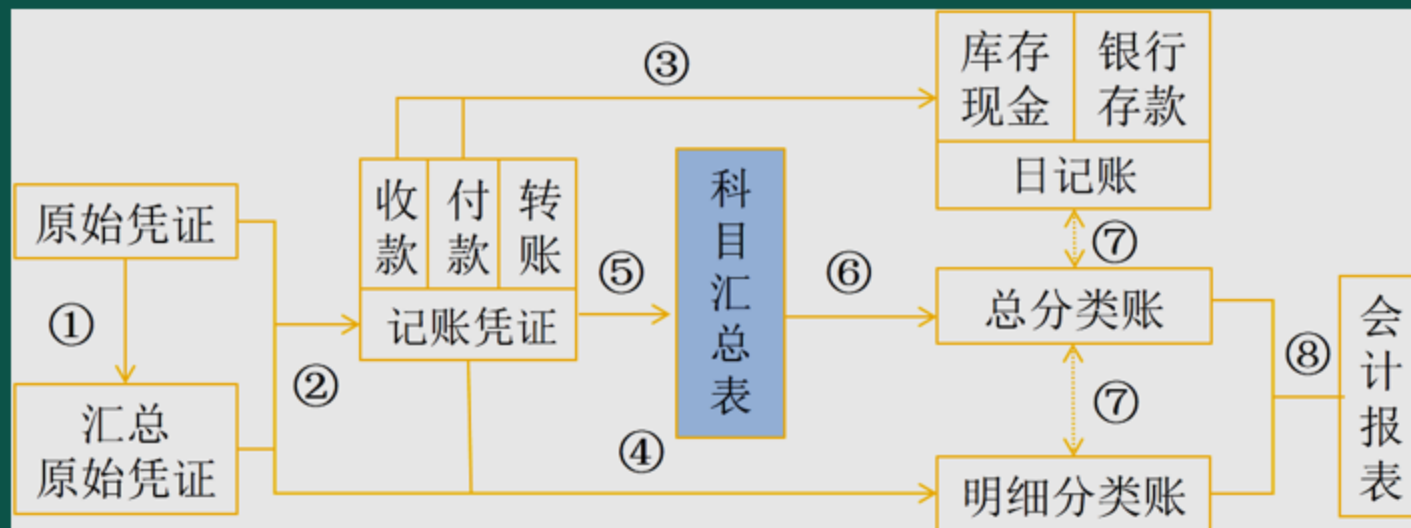 ③
库存
现金
银行
存款
日记账
原始凭证
①
汇总
原始凭证
②
收
款
付
款
转
账
记账凭证
⑤
④
科
目
汇
总
表
⑥
⑦
总分类账
⑦
明细分类账
⑧
会
计
报
表